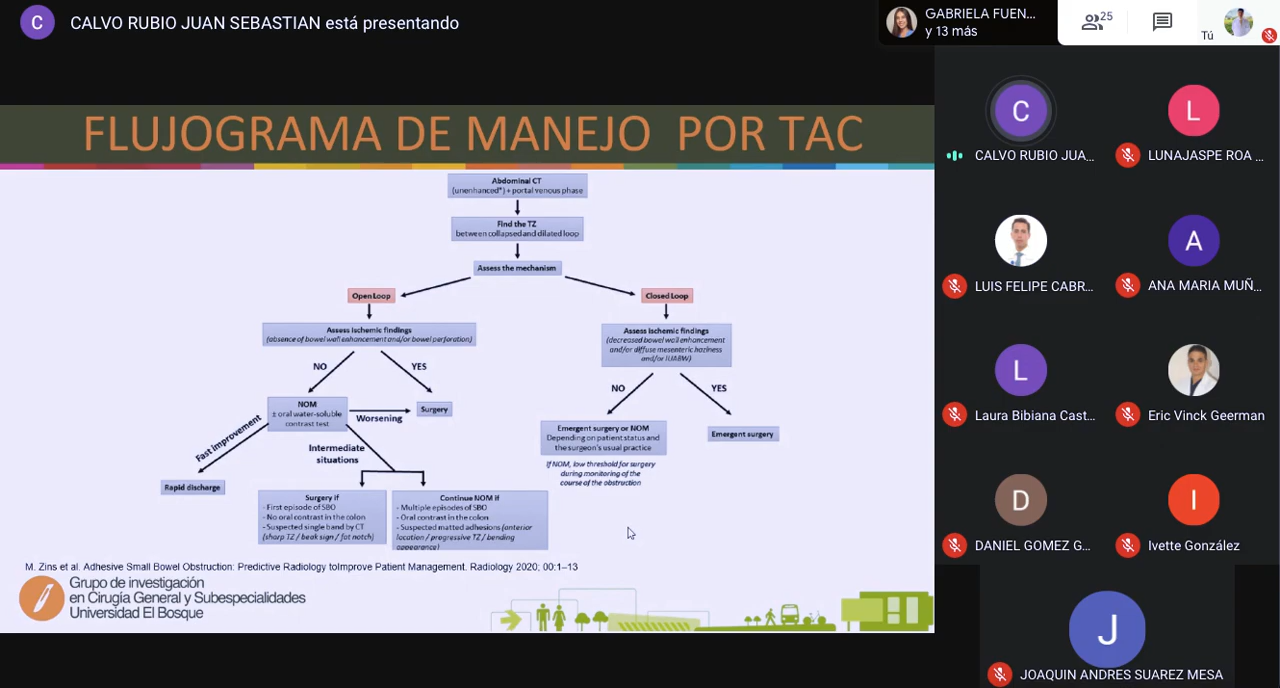 C
CALVO RUBIO JUAN SEBASTIAN está presentando
GABRIELA FUEN...
y 13 más
25
Tú
FLUJOGRAMA DE MANEJO POR TAC
Abdominal CT
(unenhanced*) + portal venous phase
Find the TZ
between collapsed and dilated loop
Assess the mechanism
Open Loop
Closed Loop
Assess ischemic findings
(absence of bowel wall enhancement and/or bowel perforation)
Assess ischemic findings
(decreased bowel wall enhancement
and/or diffuse mesenteric haziness
and/or IUABW)
NO
YES
NO
YES
NOM
± oral water-soluble
contrast test
Worsening
Surgery
Fast improvement
Intermediate
situations
Rapid discharge
Emergent surgery or NOM
Depending on patient status and
the surgeon's usual practice
Emergent surgery
If NOM, low threshold for surgery
during monitoring of the
course of the obstruction
Surgery if
- First episode of SBO
- No oral contrast in the colon
- Suspected single band by CT
(sharp TZ / beak sign / fat notch)
Continue NOM if
- Multiple episodes of SBO
- Oral contrast in the colon
- Suspected matted adhesions (anterior
location / progressive TZ / bending
appearance)
M. Zins et al. Adhesive Small Bowel Obstruction: Predictive Radiology toImprove Patient Management. Radiology 2020; 00:1–13
Grupo de investigación
en Cirugía General y Subespecialidades
Universidad El Bosque
C
CALVO RUBIO JUA...
L
LUNAJASPE ROA ...
LUIS FELIPE CABR...
A
ANA MARIA MUÑ...
L
Laura Bibiana Cast...
Eric Vinck Geerman
D
DANIEL GOMEZ G...
I
Ivette González
J
JOAQUIN ANDRES SUAREZ MESA